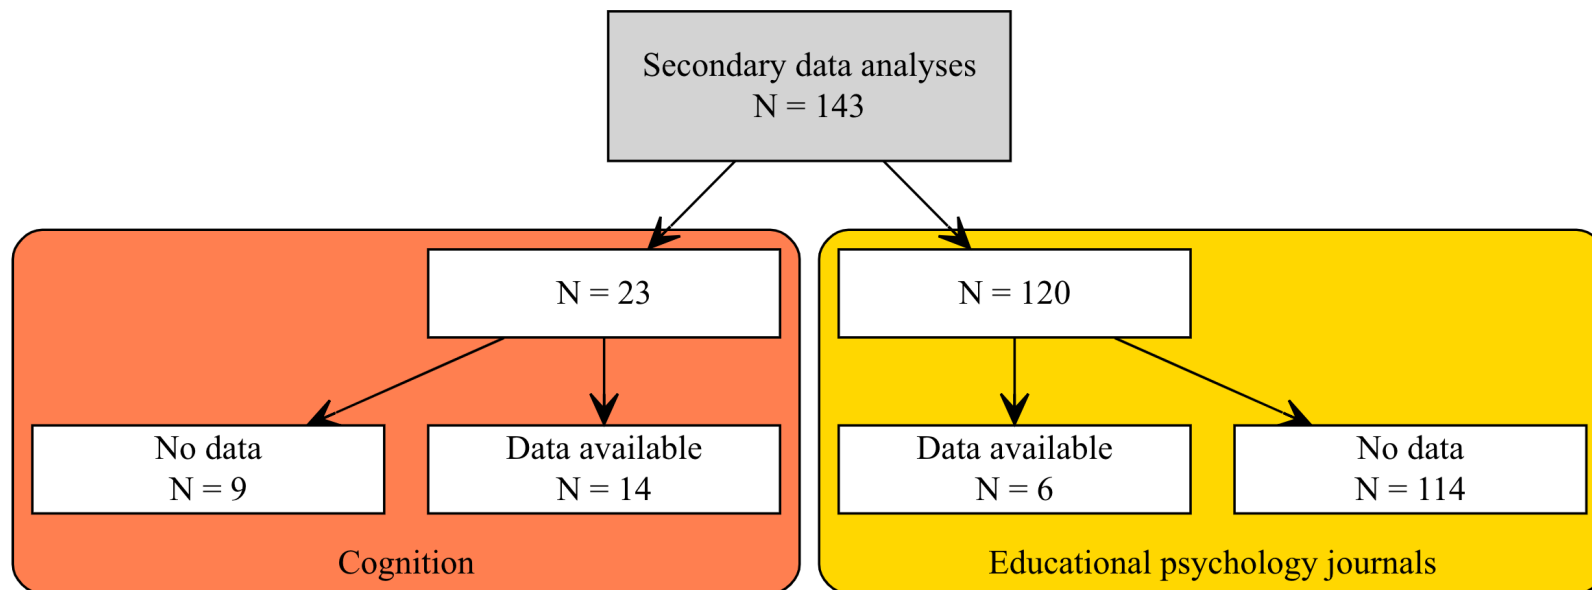 Secondary data analyses
N = 143
N = 23
N = 120
No data
N = 9
Data available
N = 14
Data available
N = 6
No data
N = 114
Cognition
Educational psychology journals